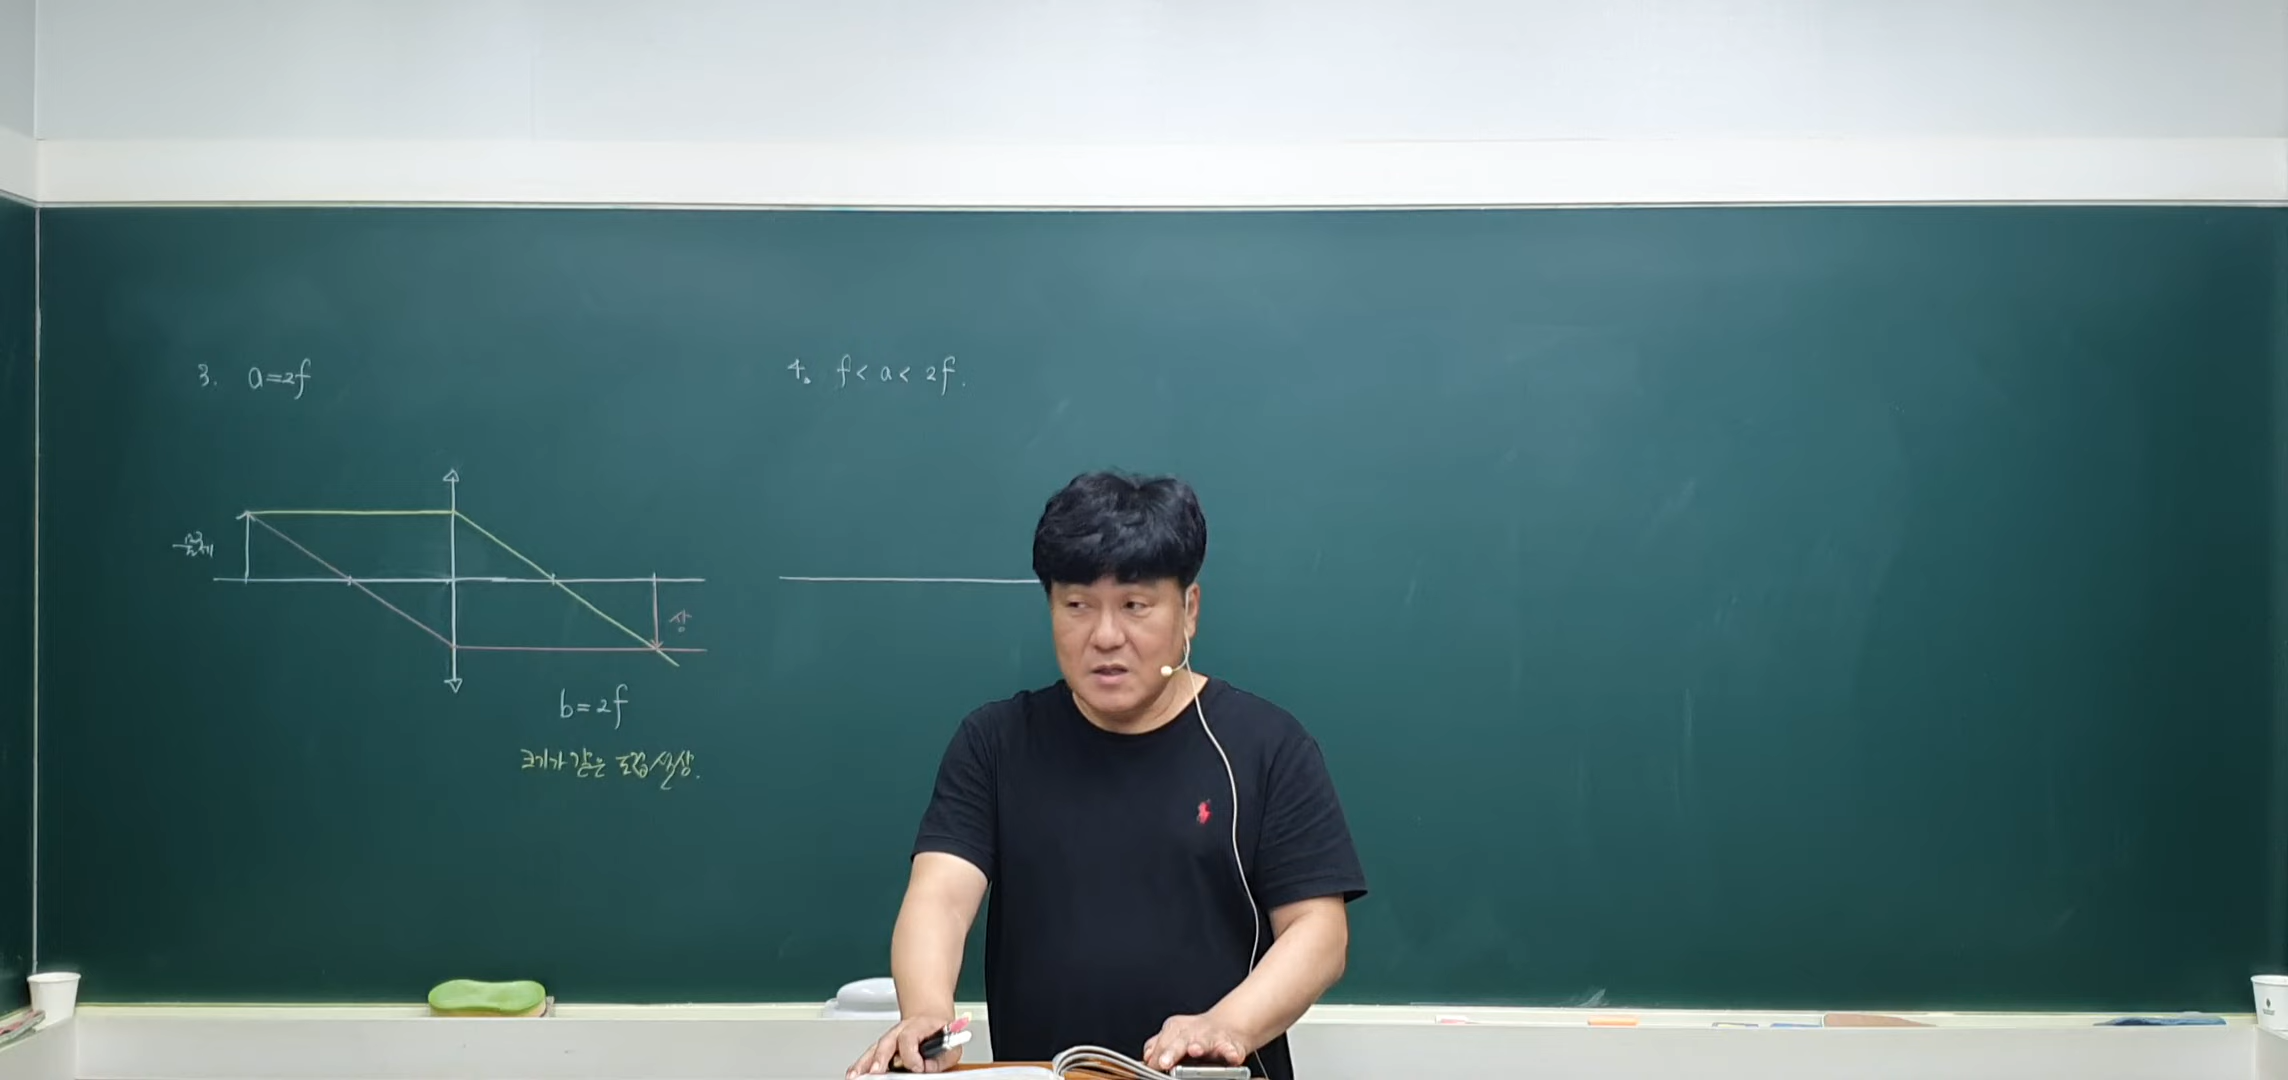 3. a=2f
4. f< a< 2f.
물체
상
b=2f
크기가 같은 도립실상.